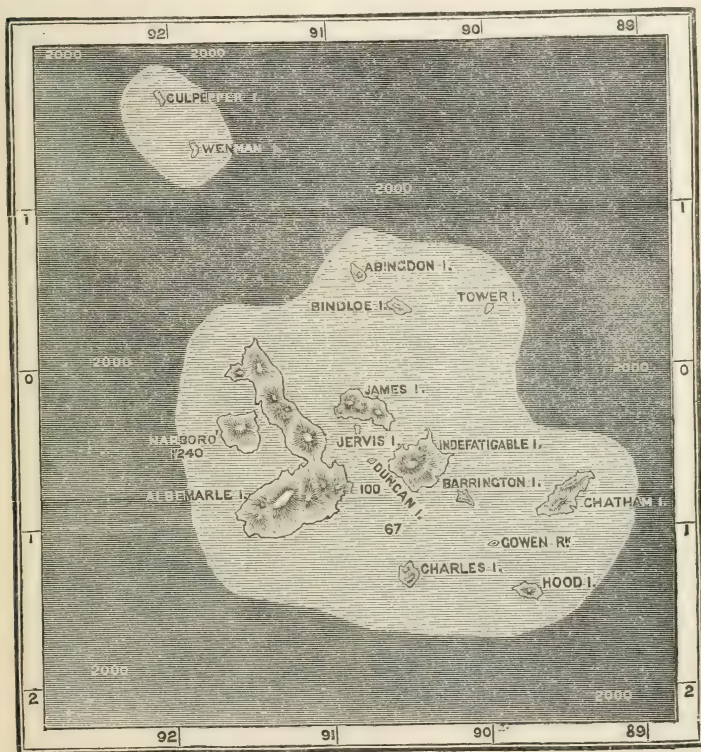 92 91 90 89
2000 2000
CULPEPPER I.
WENMAN I.
2000
1 1
ABINGDON I.
BINDLOE I. TOWER I.
2000 2000
0 0
JAMES I.
NARBORO' JERVIS I. INDEFATIGABLE I.
1240
DUNCAN I.
ALBEMARLE I. 100 BARRINGTON I.
CHATHAM I.
67
1 1
GOWEN RK.
CHARLES I.
HOOD I.
2000 2000
2 2
92 91 90 89